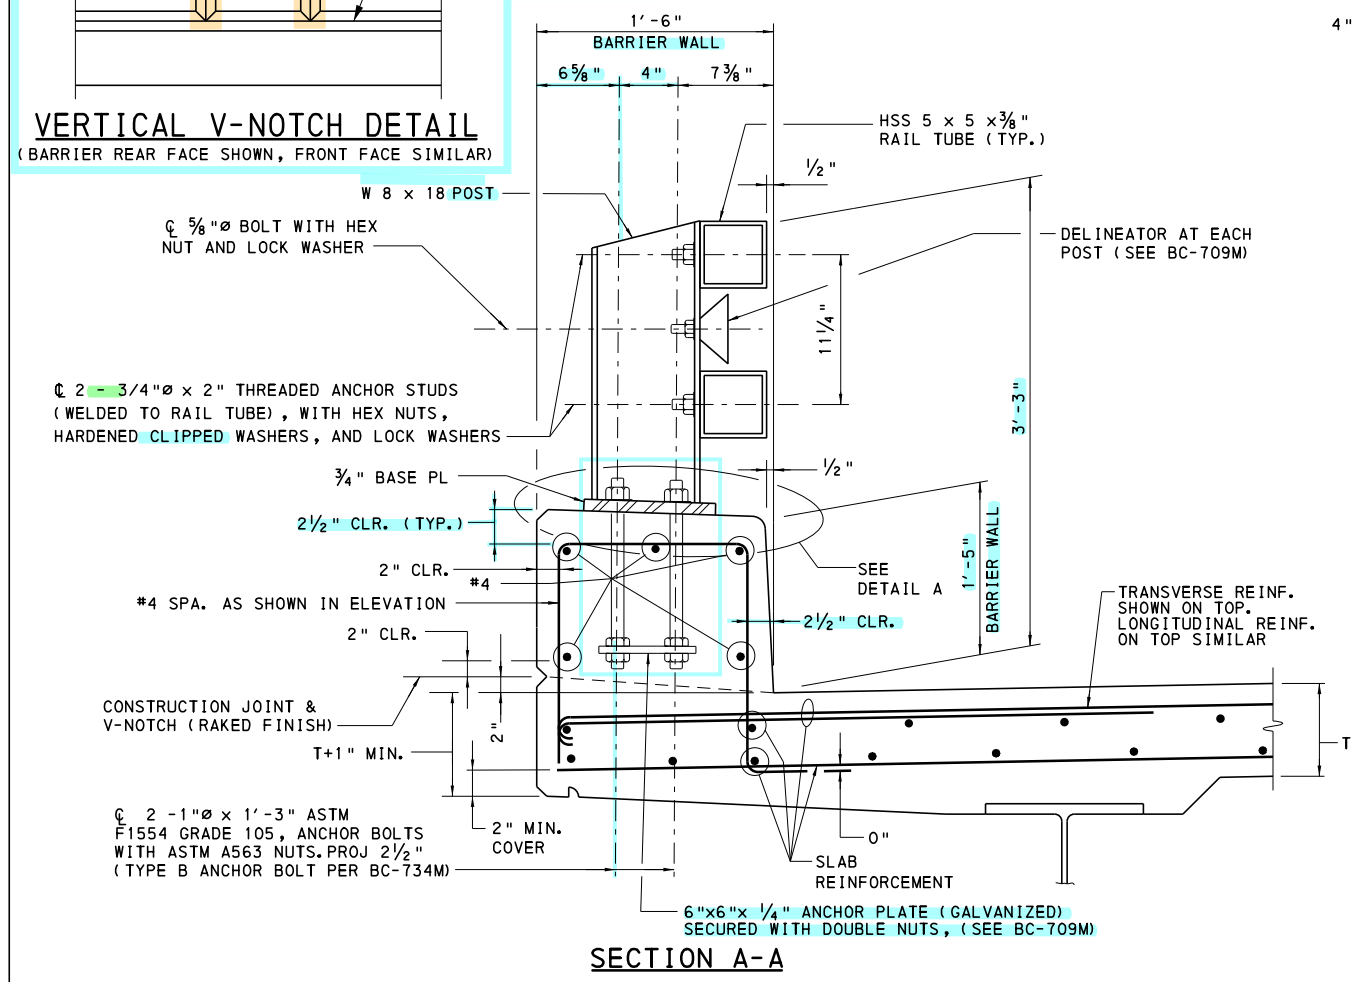 4"
VERTICAL V-NOTCH DETAIL
(BARRIER REAR FACE SHOWN, FRONT FACE SIMILAR)
1'-6"
BARRIER WALL
6⅝" 4" 7⅜"
HSS 5 x 5 x⅜"
RAIL TUBE (TYP.)
½"
W 8 x 18 POST
℄ ⅝"Ø BOLT WITH HEX
NUT AND LOCK WASHER
DELINEATOR AT EACH
POST (SEE BC-709M)
11¼"
3'-3"
℄ 2 - 3/4"Ø x 2" THREADED ANCHOR STUDS
(WELDED TO RAIL TUBE), WITH HEX NUTS,
HARDENED CLIPPED WASHERS, AND LOCK WASHERS
¾" BASE PL
½"
2½" CLR. (TYP.)
1'-5"
BARRIER WALL
2" CLR.
#4
SEE
DETAIL A
#4 SPA. AS SHOWN IN ELEVATION
2½" CLR.
TRANSVERSE REINF.
SHOWN ON TOP.
LONGITUDINAL REINF.
ON TOP SIMILAR
2" CLR.
CONSTRUCTION JOINT &
V-NOTCH (RAKED FINISH)
2"
T+1" MIN.
T
℄ 2 -1"Ø x 1'-3" ASTM
F1554 GRADE 105, ANCHOR BOLTS
WITH ASTM A563 NUTS. PROJ 2½"
(TYPE B ANCHOR BOLT PER BC-734M)
2" MIN.
COVER
0"
SLAB
REINFORCEMENT
6"x6"x ¼" ANCHOR PLATE (GALVANIZED)
SECURED WITH DOUBLE NUTS, (SEE BC-709M)
SECTION A-A